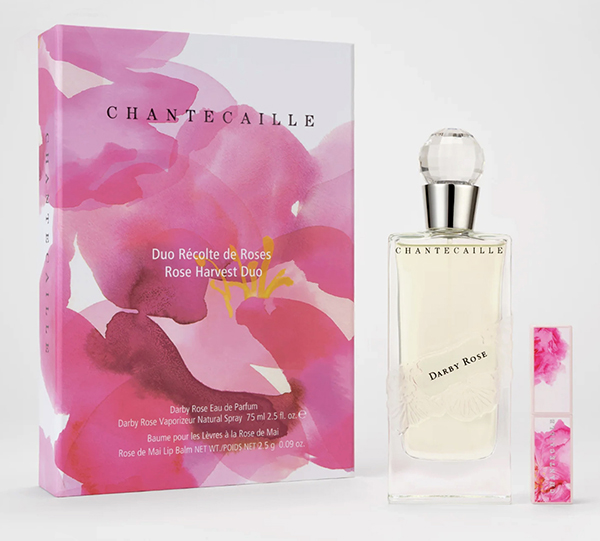 CHANTECAILLE
CHANTECAILLE
Duo Récolte de Roses
Rose Harvest Duo
Darby Rose Eau de Parfum
Darby Rose Vaporizeur Natural Spray 75 ml 2.5 fl. oz. ℮
Baume pour les Lèvres à la Rose de Mai
Rose de Mai Lip Balm NET WT./POIDS NET 2.5 g 0.09 oz.
CHANTECAILLE
DARBY ROSE